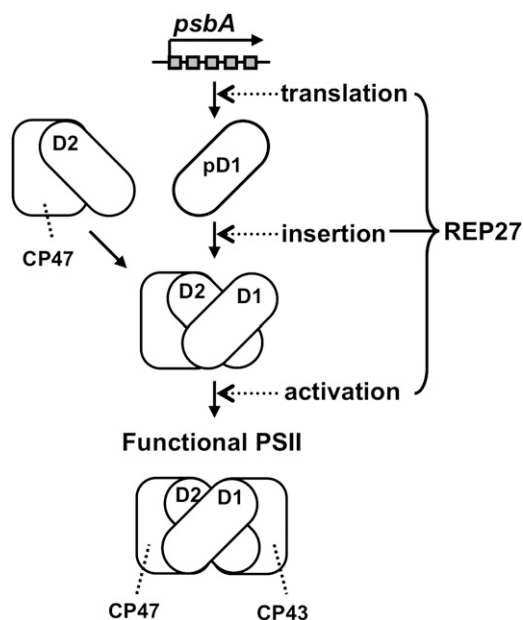 psbA
translation
D2
pD1
CP47
insertion
REP27
D2
D1
activation
Functional PSII
D2
D1
CP47
CP43